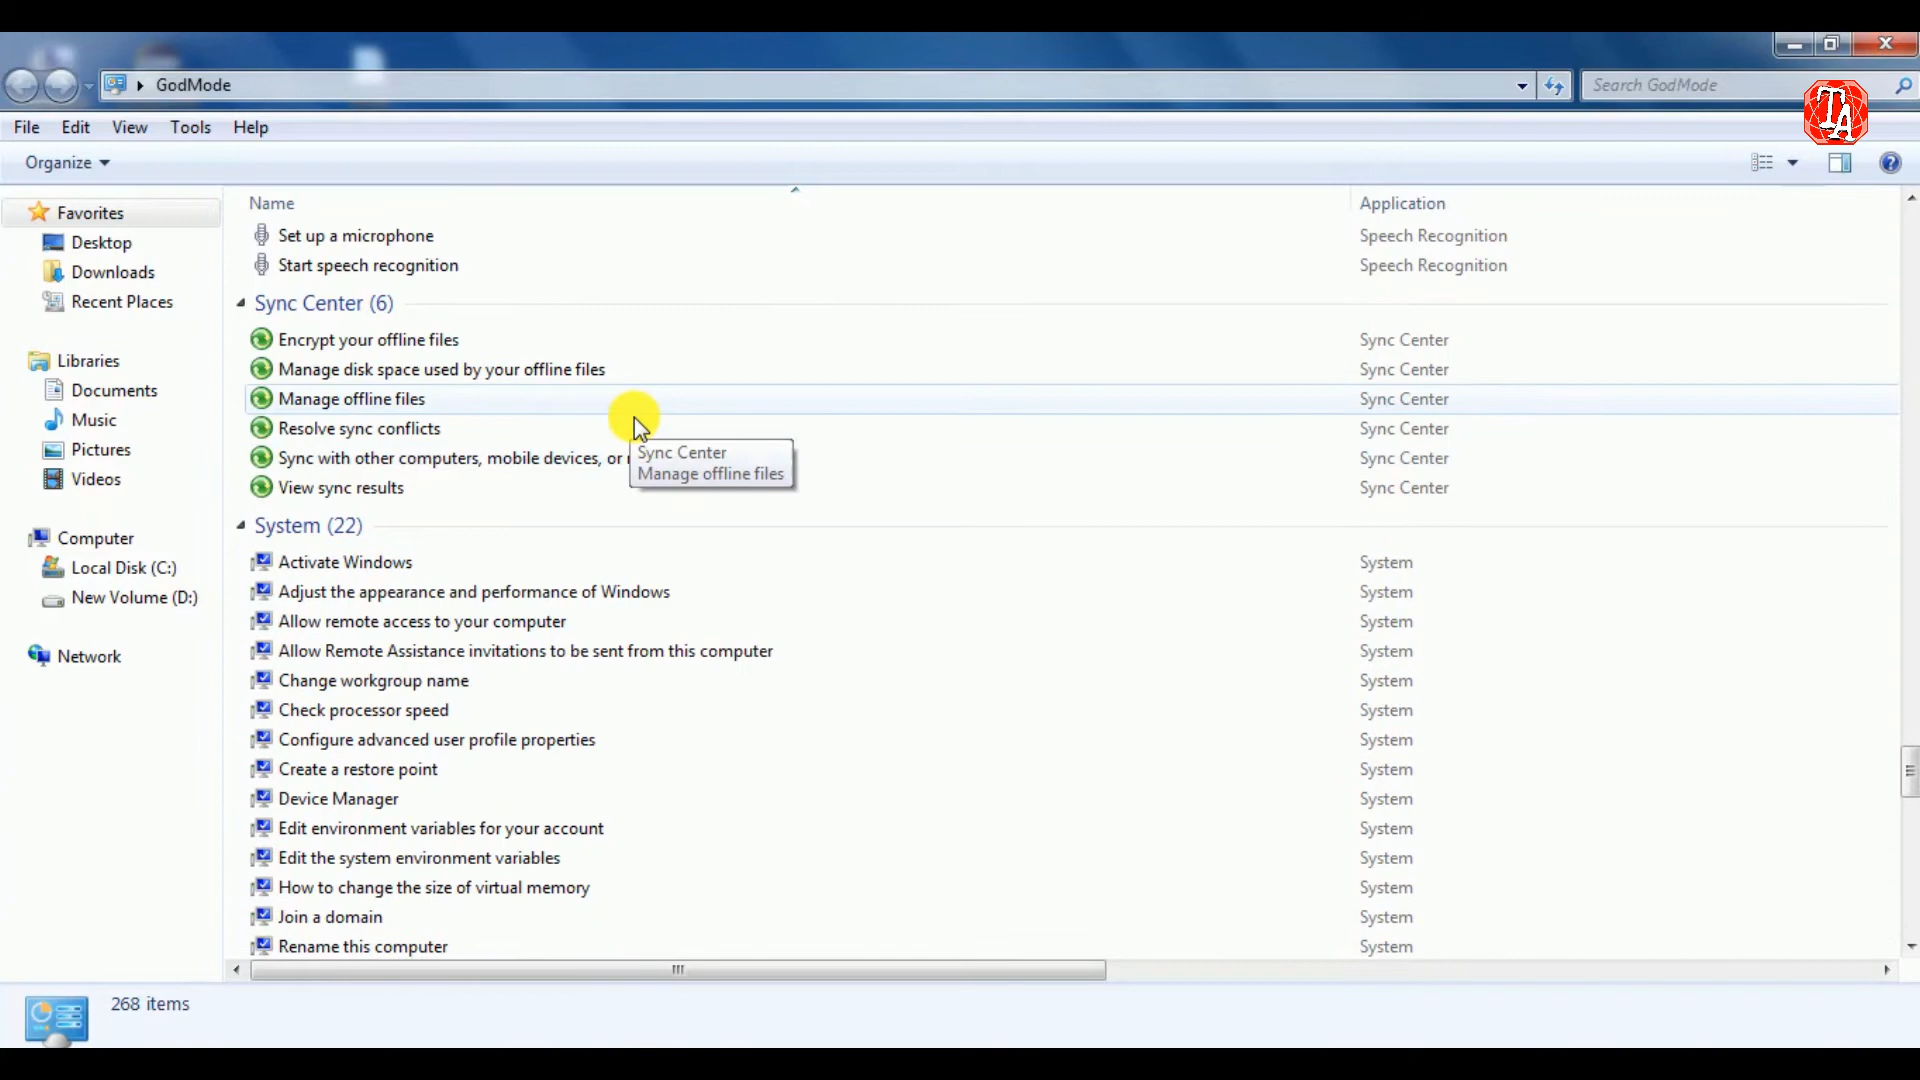 GodMode
Search GodMode
IA
File Edit View Tools Help
Organize
Favorites
Desktop
Downloads
Recent Places
Libraries
Documents
Music
Pictures
Videos
Computer
Local Disk (C:)
New Volume (D:)
Network
Name Application
Set up a microphone Speech Recognition
Start speech recognition Speech Recognition
Sync Center (6)
Encrypt your offline files Sync Center
Manage disk space used by your offline files Sync Center
Manage offline files Sync Center
Resolve sync conflicts Sync Center
Sync with other computers, mobile devices, or Sync Center
View sync results Sync Center
Sync Center
Manage offline files
System (22)
Activate Windows System
Adjust the appearance and performance of Windows System
Allow remote access to your computer System
Allow Remote Assistance invitations to be sent from this computer System
Change workgroup name System
Check processor speed System
Configure advanced user profile properties System
Create a restore point System
Device Manager System
Edit environment variables for your account System
Edit the system environment variables System
How to change the size of virtual memory System
Join a domain System
Rename this computer System
268 items